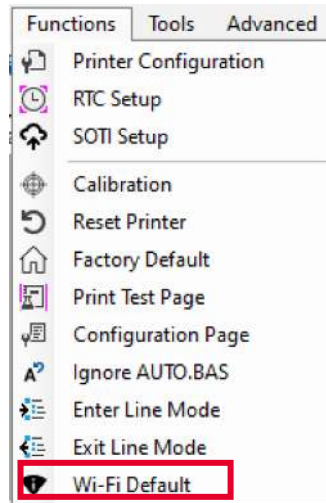 Functions Tools Advanced
Printer Configuration
RTC Setup
SOTI Setup
Calibration
Reset Printer
Factory Default
Print Test Page
Configuration Page
Ignore AUTO.BAS
Enter Line Mode
Exit Line Mode
Wi-Fi Default